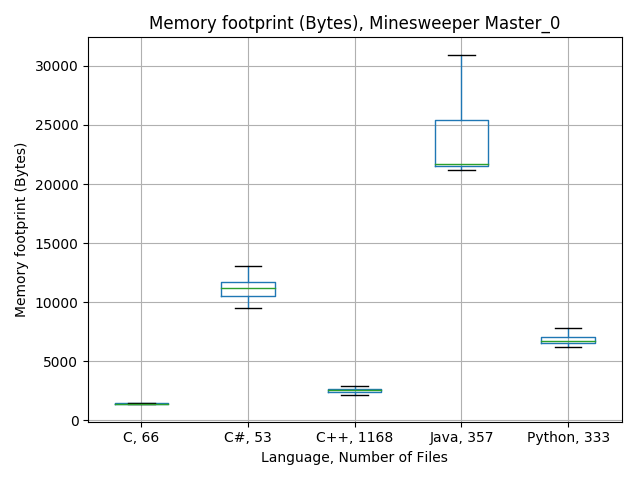 Memory footprint (Bytes), Minesweeper Master_0
Memory footprint (Bytes)
30000
25000
20000
15000
10000
5000
0
C, 66
C#, 53
C++, 1168
Java, 357
Python, 333
Language, Number of Files